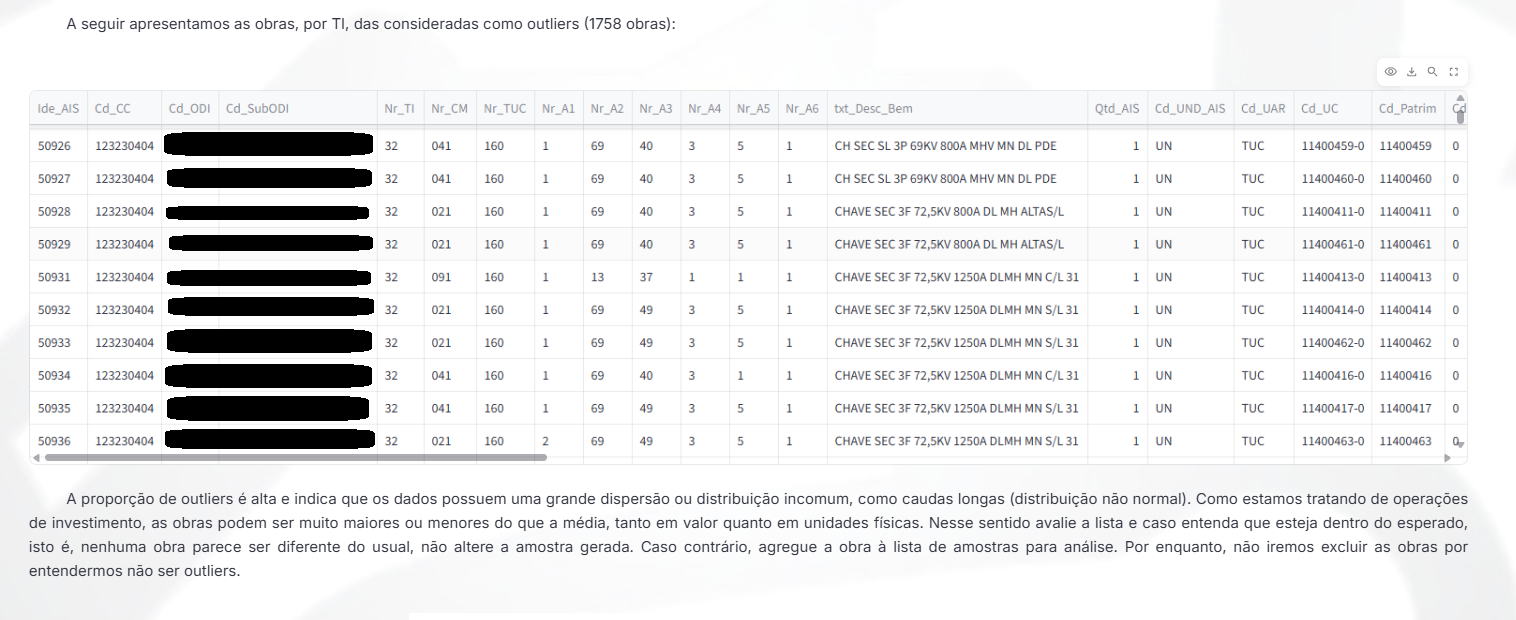 A seguir apresentamos as obras, por TI, das consideradas como outliers (1758 obras):
Ide_AIS Cd_CC Cd_ODI Cd_SubODI Nr_TI Nr_CM Nr_TUC Nr_A1 Nr_A2 Nr_A3 Nr_A4 Nr_A5 Nr_A6 txt_Desc_Bem Qtd_AIS Cd_UND_AIS Cd_UAR Cd_UC Cd_Patrim Cd
50926 123230404 32 041 160 1 69 40 3 5 1 CH SEC SL 3P 69KV 800A MHV MN DL PDE 1 UN TUC 11400459-0 11400459 0
50927 123230404 32 041 160 1 69 40 3 5 1 CH SEC SL 3P 69KV 800A MHV MN DL PDE 1 UN TUC 11400460-0 11400460 0
50928 123230404 32 021 160 1 69 40 3 5 1 CHAVE SEC 3F 72,5KV 800A DL MH ALTAS/L 1 UN TUC 11400411-0 11400411 0
50929 123230404 32 021 160 1 69 40 3 5 1 CHAVE SEC 3F 72,5KV 800A DL MH ALTAS/L 1 UN TUC 11400461-0 11400461 0
50931 123230404 32 091 160 1 13 37 1 1 1 CHAVE SEC 3F 72,5KV 1250A DLMH MN C/L 31 1 UN TUC 11400413-0 11400413 0
50932 123230404 32 021 160 1 69 49 3 5 1 CHAVE SEC 3F 72,5KV 1250A DLMH MN S/L 31 1 UN TUC 11400414-0 11400414 0
50933 123230404 32 021 160 1 69 49 3 5 1 CHAVE SEC 3F 72,5KV 1250A DLMH MN S/L 31 1 UN TUC 11400462-0 11400462 0
50934 123230404 32 041 160 1 69 40 3 1 1 CHAVE SEC 3F 72,5KV 1250A DLMH MN C/L 31 1 UN TUC 11400416-0 11400416 0
50935 123230404 32 041 160 1 69 49 3 5 1 CHAVE SEC 3F 72,5KV 1250A DLMH MN S/L 31 1 UN TUC 11400417-0 11400417 0
50936 123230404 32 021 160 2 69 49 3 5 1 CHAVE SEC 3F 72,5KV 1250A DLMH MN S/L 31 1 UN TUC 11400463-0 11400463 0
A proporção de outliers é alta e indica que os dados possuem uma grande dispersão ou distribuição incomum, como caudas longas (distribuição não normal). Como estamos tratando de operações
de investimento, as obras podem ser muito maiores ou menores do que a média, tanto em valor quanto em unidades físicas. Nesse sentido avalie a lista e caso entenda que esteja dentro do esperado,
isto é, nenhuma obra parece ser diferente do usual, não altere a amostra gerada. Caso contrário, agregue a obra à lista de amostras para análise. Por enquanto, não iremos excluir as obras por
entendermos não ser outliers.